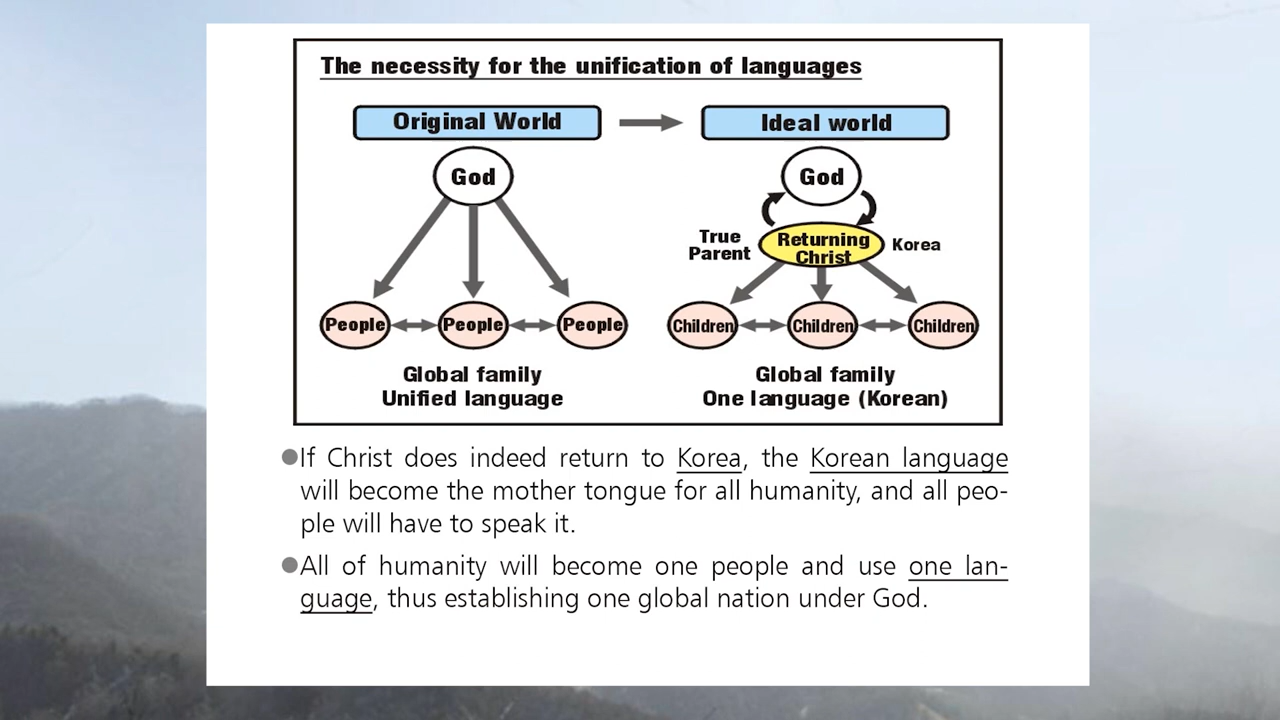 The necessity for the unification of languages
Original World
Ideal world
God
God
True
Parent
Returning
Christ
Korea
People
People
People
Children
Children
Children
Global family
Unified language
Global family
One language (Korean)
If Christ does indeed return to Korea, the Korean language
will become the mother tongue for all humanity, and all peo-
ple will have to speak it.
All of humanity will become one people and use one lan-
guage, thus establishing one global nation under God.